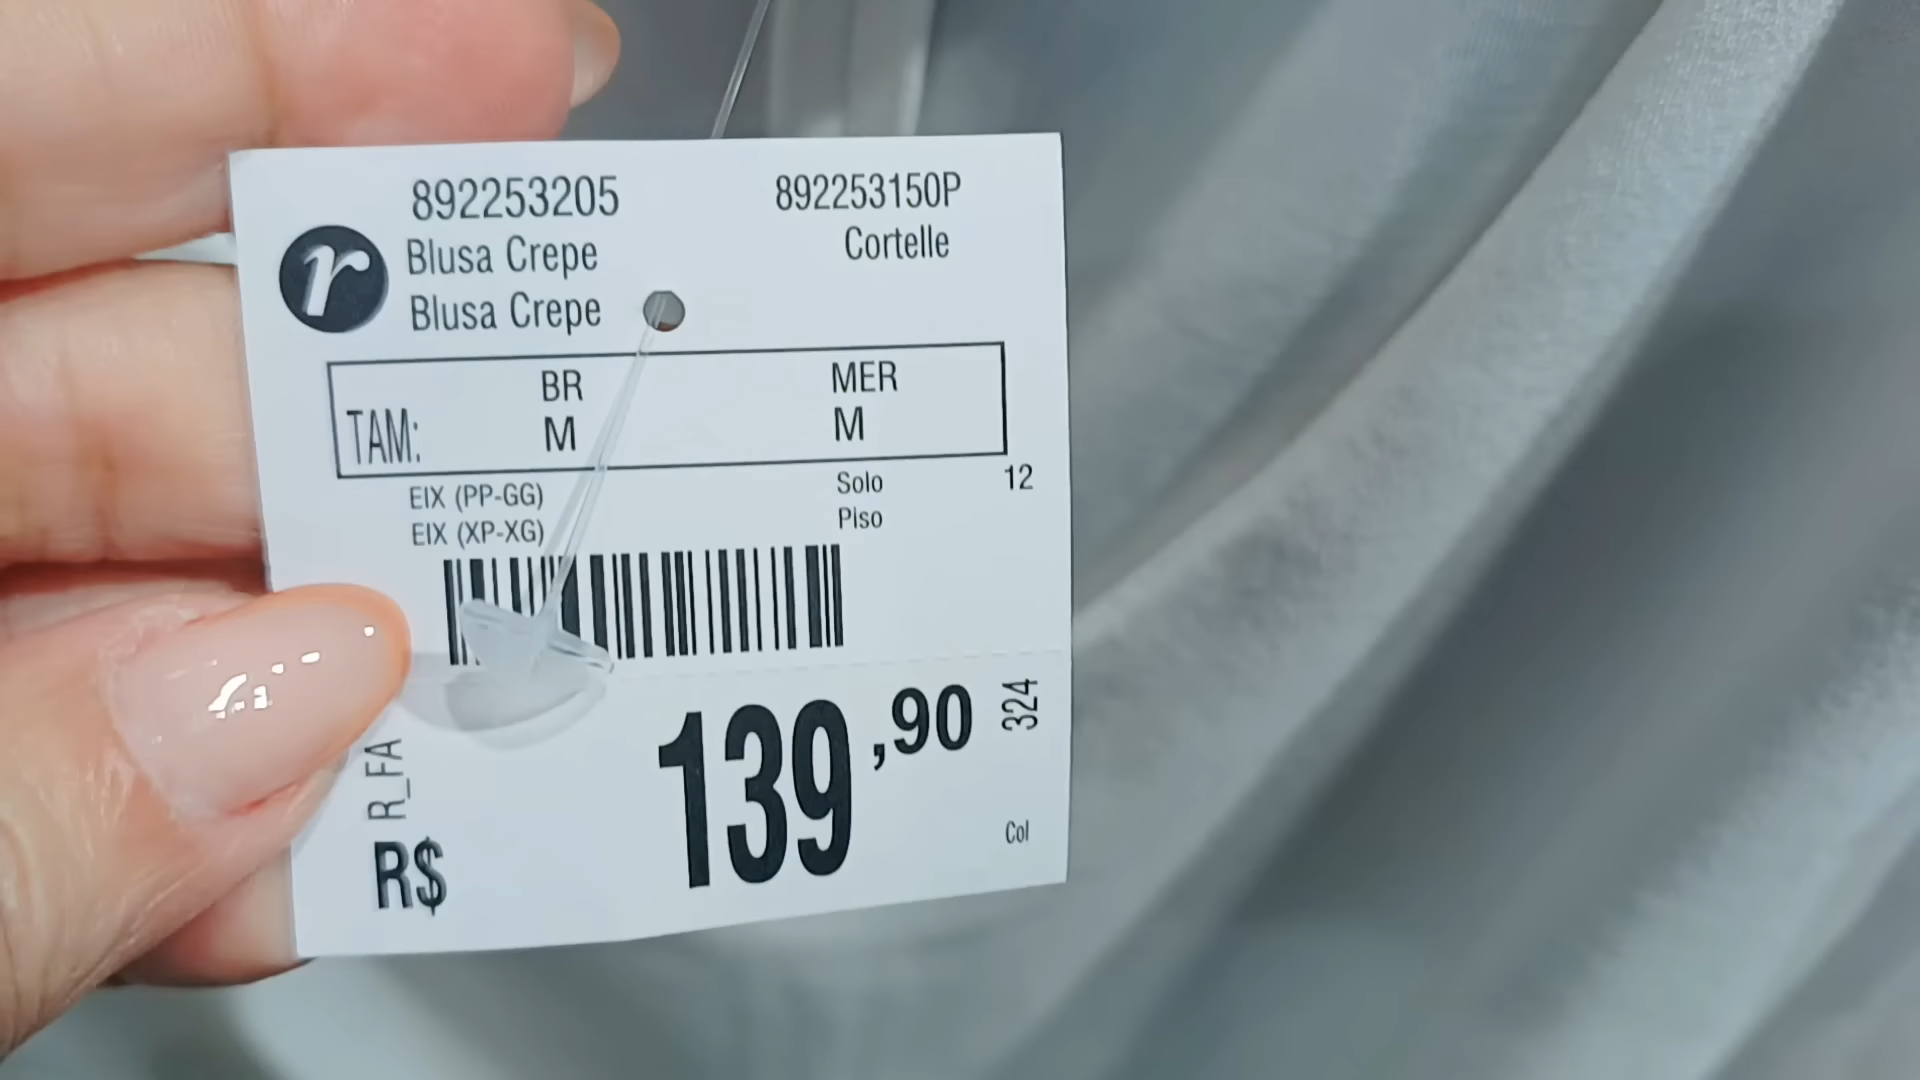 892253205 892253150P
Blusa Crepe Cortelle
r
Blusa Crepe
BR MER
TAM: M M
EIX (PP-GG) Solo 12
EIX (XP-XG) Piso
139,90
324
R_FA
R$
Col